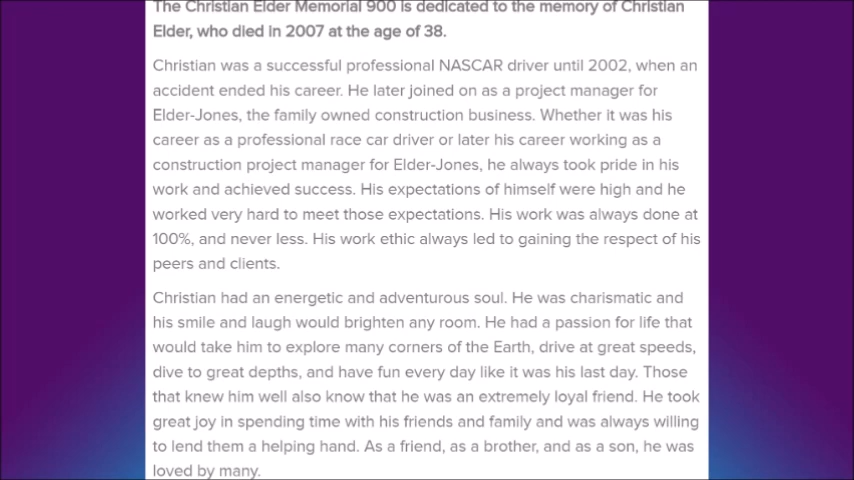 The Christian Elder Memorial 900 is dedicated to the memory of Christian
Elder, who died in 2007 at the age of 38.
Christian was a successful professional NASCAR driver until 2002, when an
accident ended his career. He later joined on as a project manager for
Elder-Jones, the family owned construction business. Whether it was his
career as a professional race car driver or later his career working as a
construction project manager for Elder-Jones, he always took pride in his
work and achieved success. His expectations of himself were high and he
worked very hard to meet those expectations. His work was always done at
100%, and never less. His work ethic always led to gaining the respect of his
peers and clients.
Christian had an energetic and adventurous soul. He was charismatic and
his smile and laugh would brighten any room. He had a passion for life that
would take him to explore many corners of the Earth, drive at great speeds,
dive to great depths, and have fun every day like it was his last day. Those
that knew him well also know that he was an extremely loyal friend. He took
great joy in spending time with his friends and family and was always willing
to lend them a helping hand. As a friend, as a brother, and as a son, he was
loved by many.